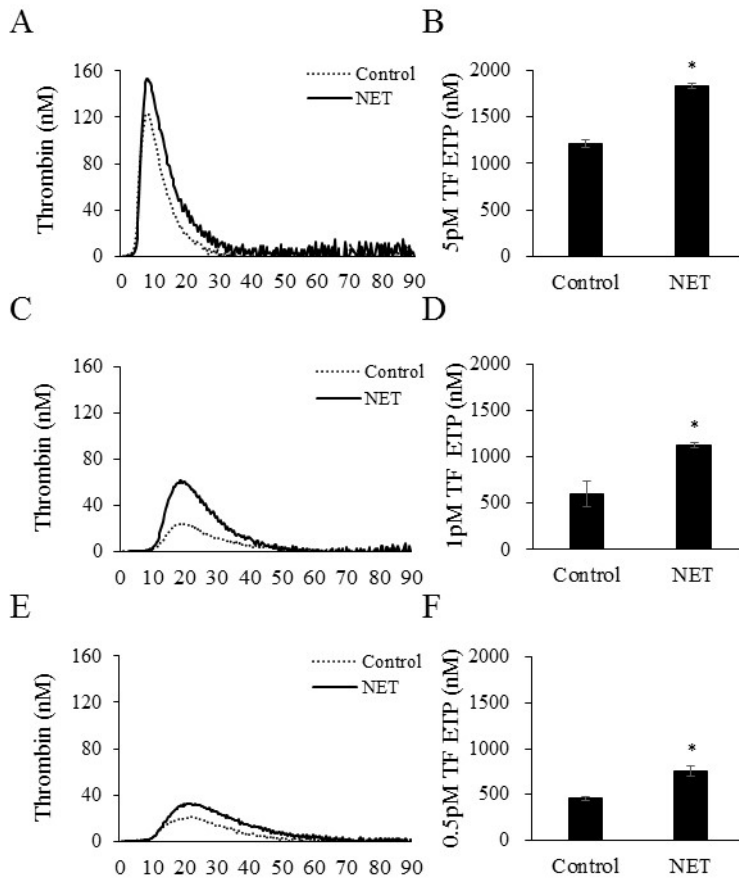 A
Thrombin (nM)
160
120
80
40
0
Control
NET
0 10 20 30 40 50 60 70 80 90
B
5pM TF ETP (nM)
2000
1500
1000
500
0
*
Control NET
C
Thrombin (nM)
160
120
80
40
0
Control
NET
0 10 20 30 40 50 60 70 80 90
D
1pM TF ETP (nM)
2000
1500
1000
500
0
*
Control NET
E
Thrombin (nM)
160
120
80
40
0
Control
NET
0 10 20 30 40 50 60 70 80 90
F
0.5pM TF ETP (nM)
2000
1500
1000
500
0
*
Control NET